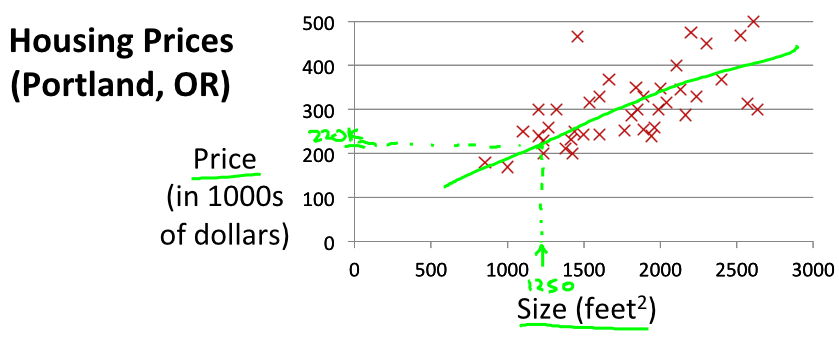 Housing Prices
(Portland, OR)
Price
(in 1000s
of dollars)
500
400
300
220k
200
100
0
0 500 1000 1500 2000 2500 3000
1250
Size (feet²)